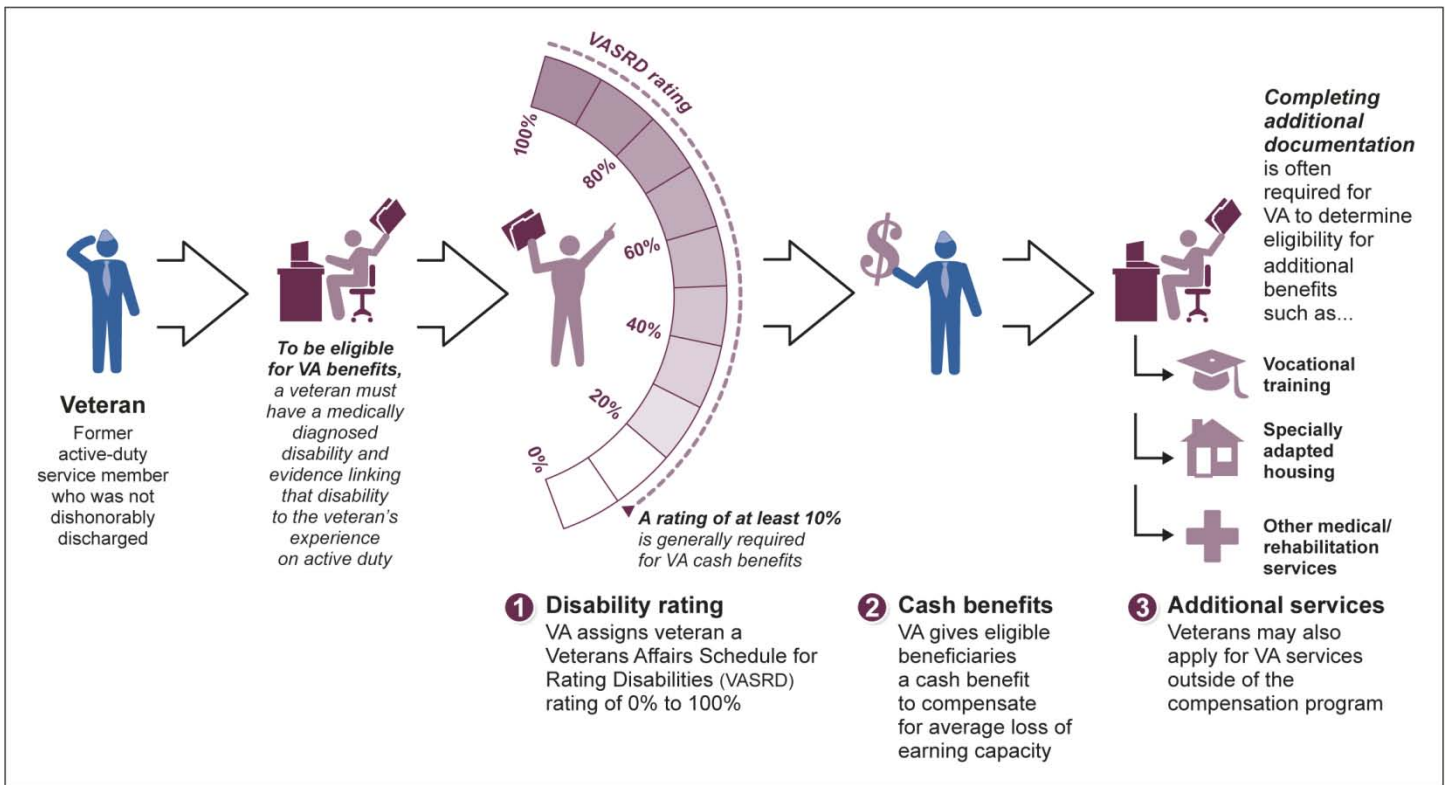 VASRD rating
100%
80%
60%
40%
20%
0%
Veteran
Former
active-duty
service member
who was not
dishonorably
discharged
To be eligible
for VA benefits,
a veteran must
have a medically
diagnosed
disability and
evidence linking
that disability
to the veteran’s
experience
on active duty
A rating of at least 10%
is generally required
for VA cash benefits
$
Completing
additional
documentation
is often
required for
VA to determine
eligibility for
additional
benefits
such as...
Vocational
training
Specially
adapted
housing
Other medical/
rehabilitation
services
1 Disability rating
VA assigns veteran a
Veterans Affairs Schedule for
Rating Disabilities (VASRD)
rating of 0% to 100%
2 Cash benefits
VA gives eligible
beneficiaries
a cash benefit
to compensate
for average loss of
earning capacity
3 Additional services
Veterans may also
apply for VA services
outside of the
compensation program